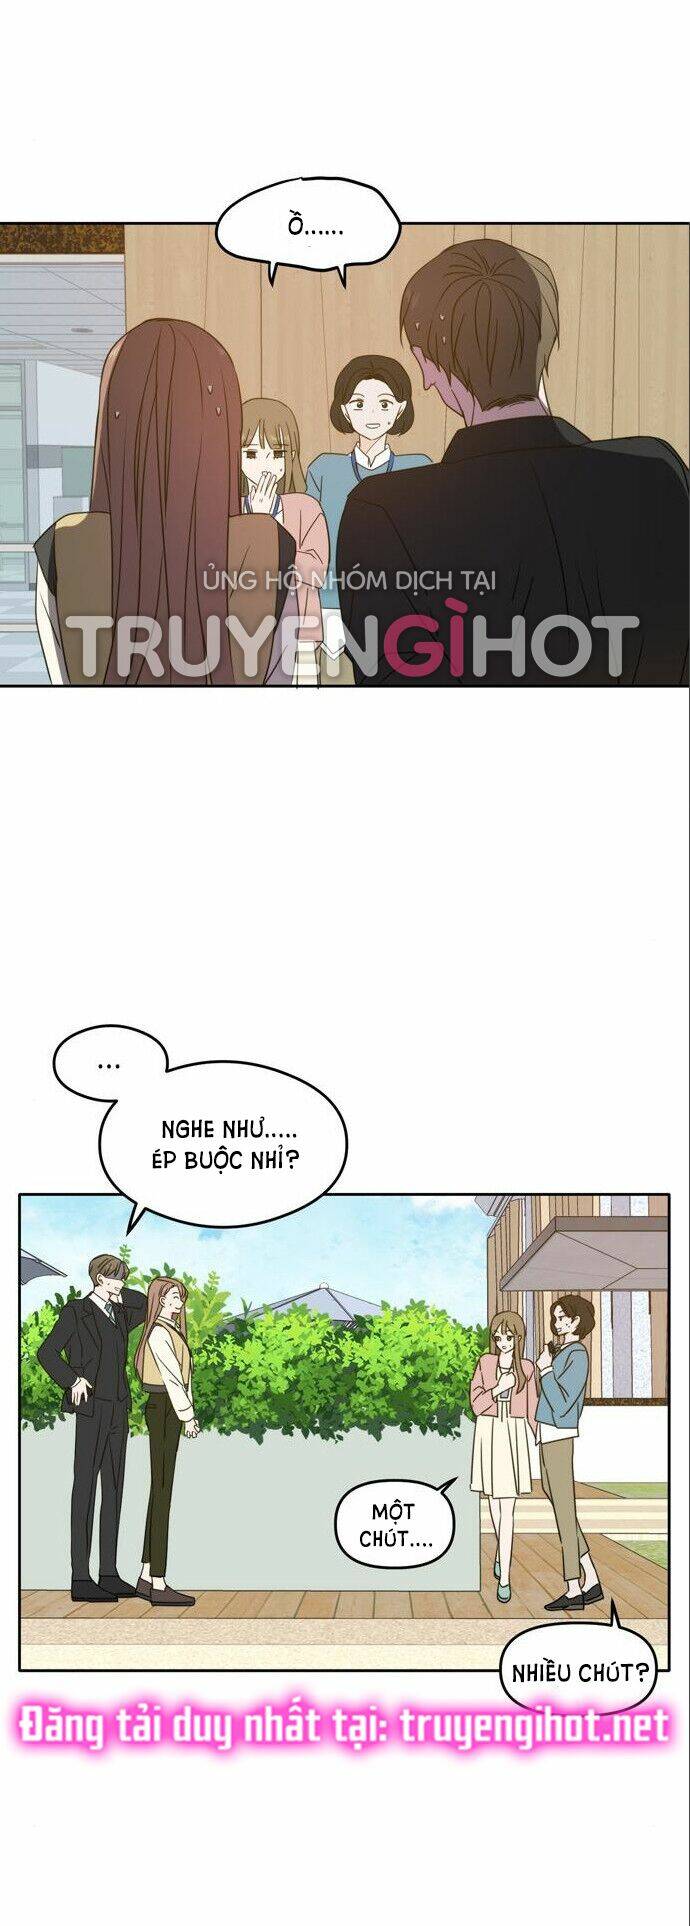 Ồ......
ỦNG HỘ NHÓM DỊCH TẠI
TRUYENGIHOT
...
NGHE NHƯ.....
ÉP BUỘC NHỈ?
MỘT
CHÚT....
NHIỀU CHÚT?
Đăng tải duy nhất tại: truyengihot.net